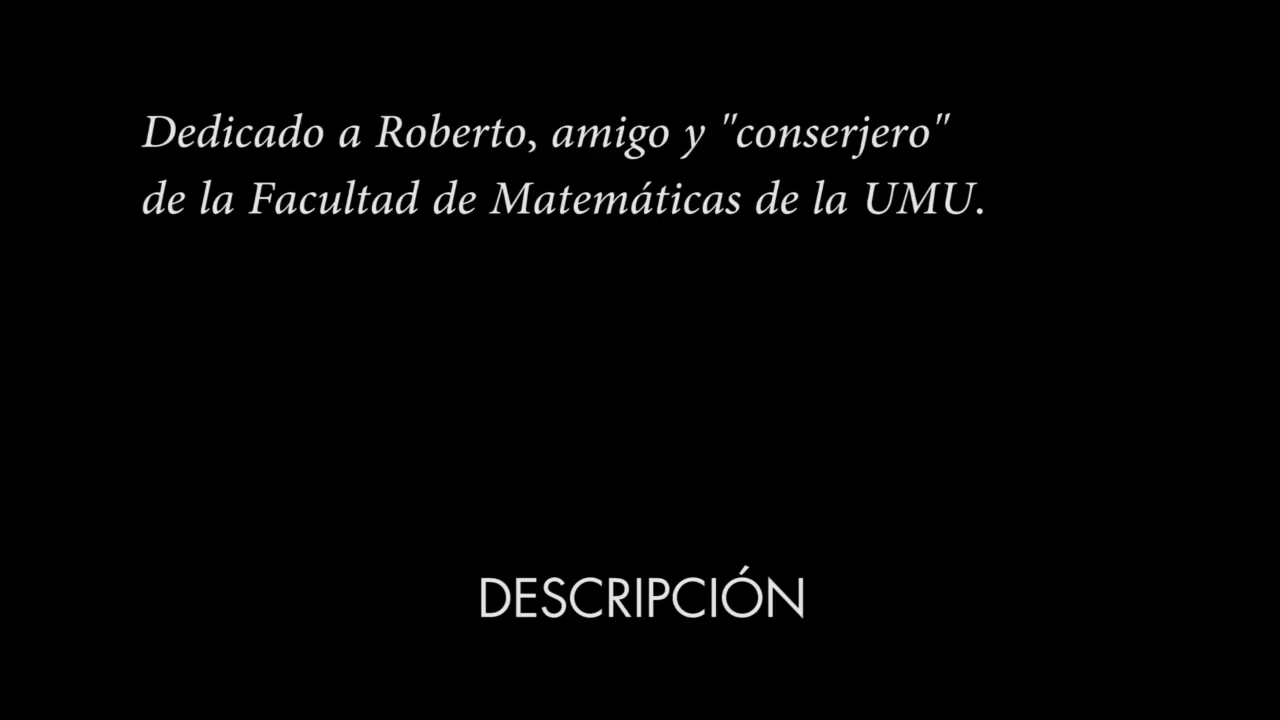 Dedicado a Roberto, amigo y "conserjero"
de la Facultad de Matemáticas de la UMU.
DESCRIPCIÓN